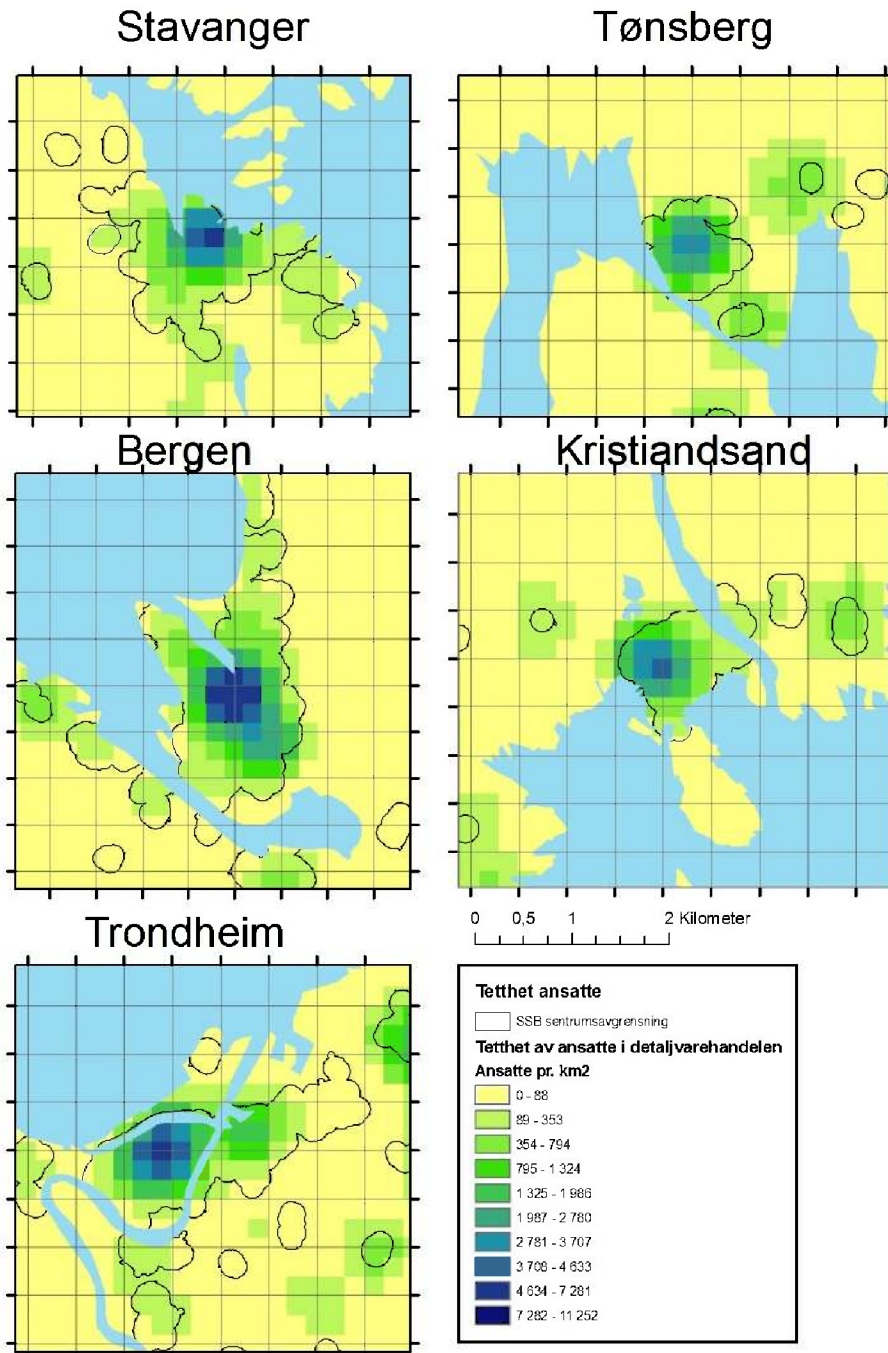 Stavanger
Tønsberg
Bergen
Kristiandsand
Trondheim
0 0,5 1 2 Kilometer
Tetthet ansatte
SSB sentrumsavgrensning
Tetthet av ansatte i detaljvarehandelen
Ansatte pr. km2
0 - 88
89 - 353
354 - 794
795 - 1 324
1 325 - 1 986
1 987 - 2 780
2 781 - 3 707
3 708 - 4 633
4 634 - 7 281
7 282 - 11 252